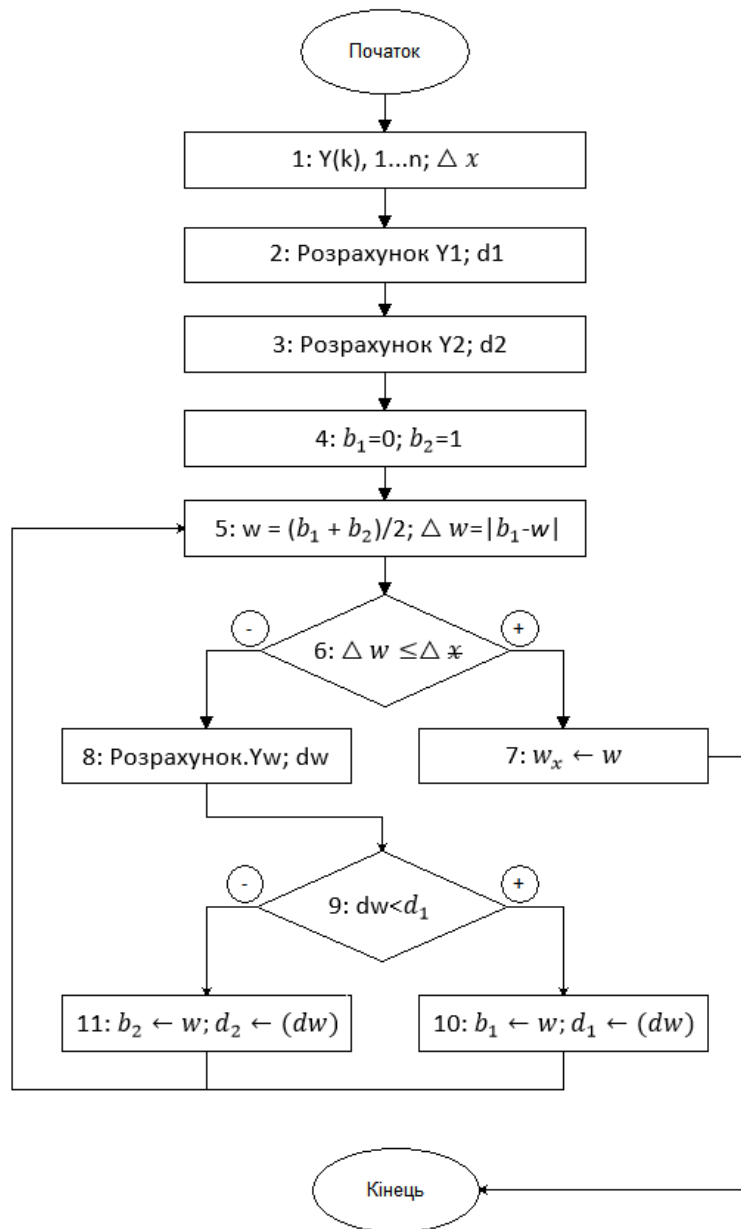 Початок
1: Y(k), 1...n; △ x
2: Розрахунок Y1; d1
3: Розрахунок Y2; d2
4: b₁=0; b₂=1
5: w = (b₁ + b₂)/2; △ w=|b₁-w|
-
+
6: △ w ≤△ x
8: Розрахунок.Yw; dw
7: wₓ ← w
-
+
9: dw<d₁
11: b₂ ← w; d₂ ← (dw)
10: b₁ ← w; d₁ ← (dw)
Кінець